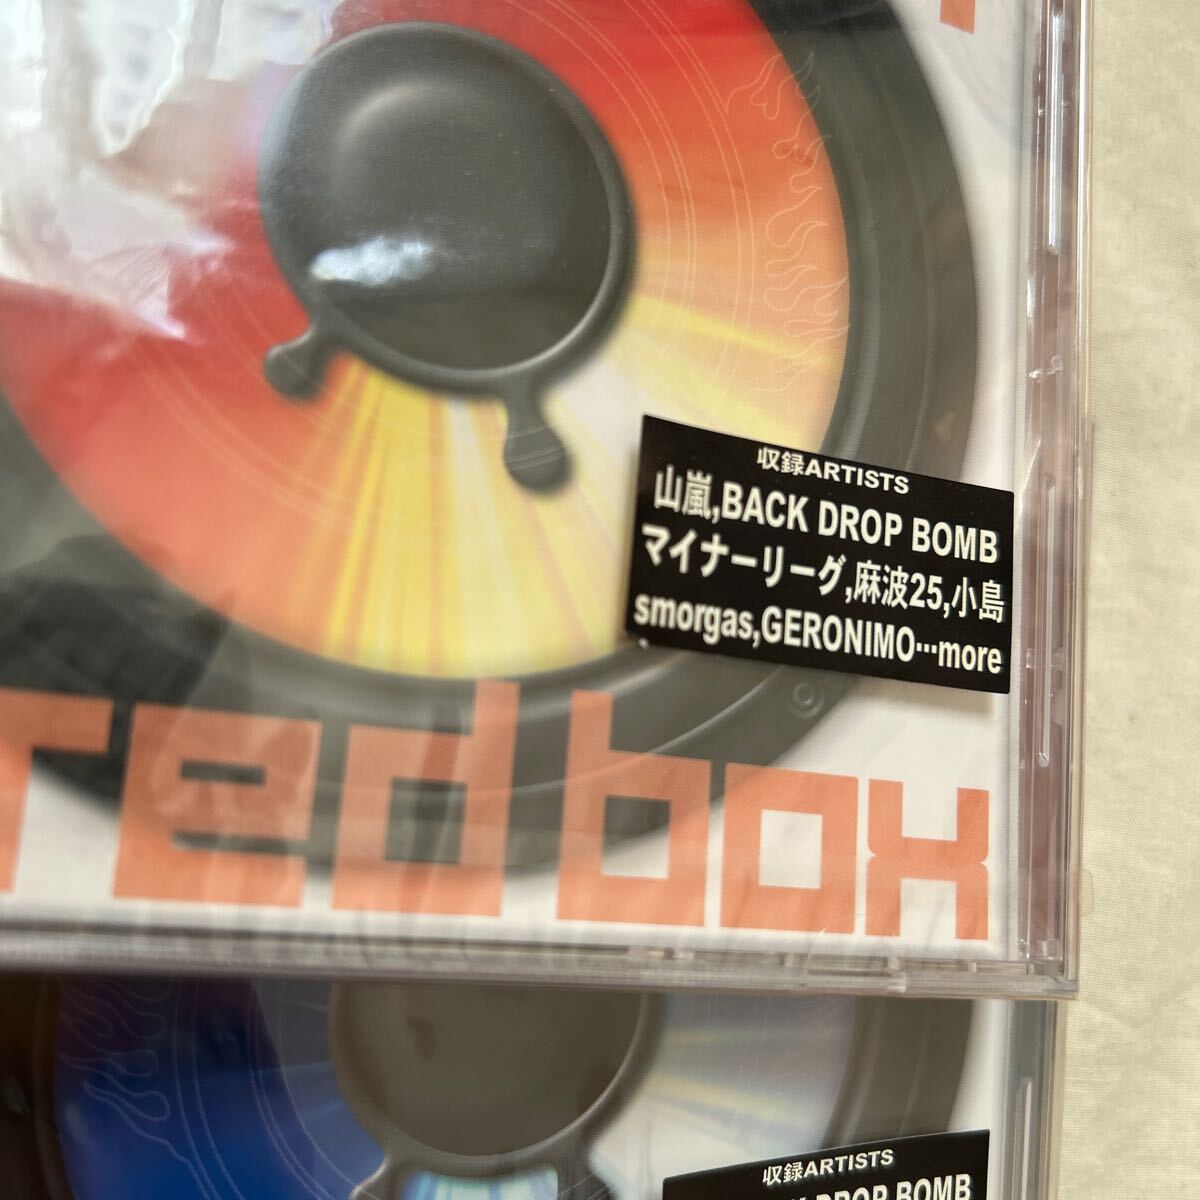 収録ARTISTS
山嵐,BACK DROP BOMB
マイナーリーグ,麻波25,小島
smorgas,GERONIMO…more
red box
収録ARTISTS
DROP BOMB